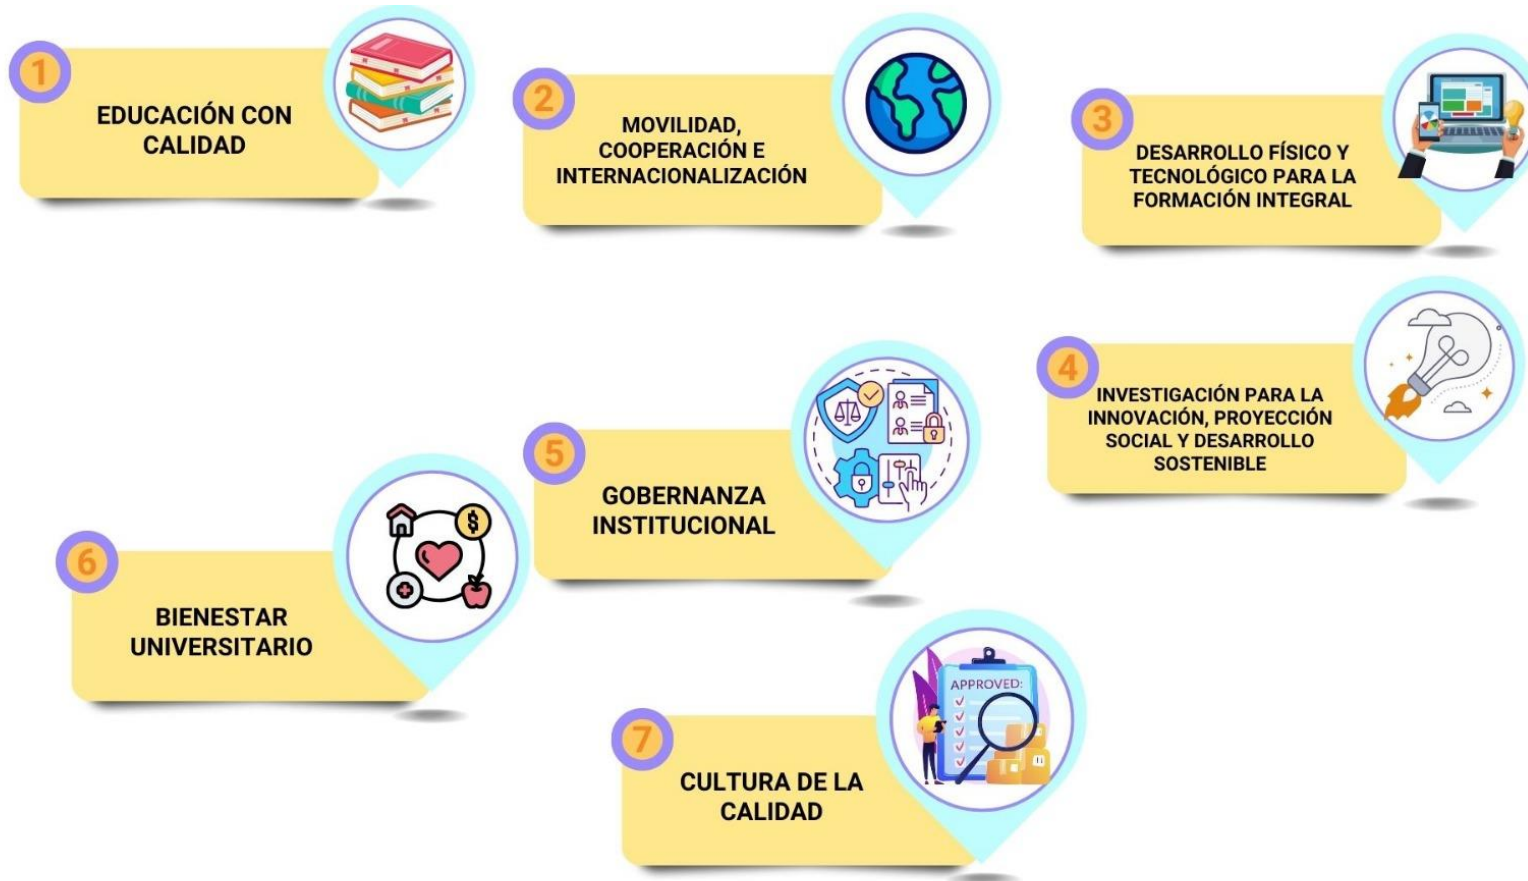 1
EDUCACIÓN CON
CALIDAD
2
MOVILIDAD,
COOPERACIÓN E
INTERNACIONALIZACIÓN
3
DESARROLLO FÍSICO Y
TECNOLÓGICO PARA LA
FORMACIÓN INTEGRAL
4
INVESTIGACIÓN PARA LA
INNOVACIÓN, PROYECCIÓN
SOCIAL Y DESARROLLO
SOSTENIBLE
5
GOBERNANZA
INSTITUCIONAL
6
$
BIENESTAR
UNIVERSITARIO
7
APPROVED:
CULTURA DE LA
CALIDAD